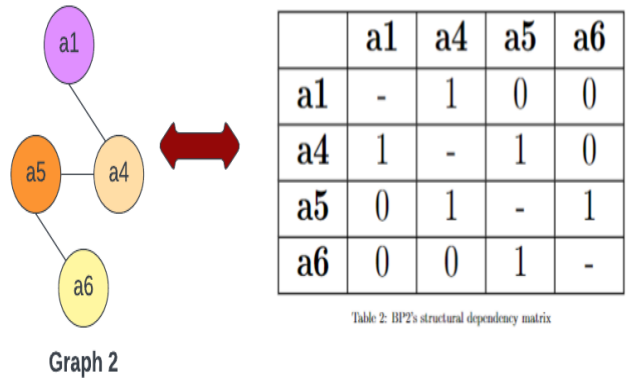 a1
a5 a4
a6
Graph 2
a1 a4 a5 a6
a1 - 1 0 0
a4 1 - 1 0
a5 0 1 - 1
a6 0 0 1 -
Table 2: BP2's structural dependency matrix